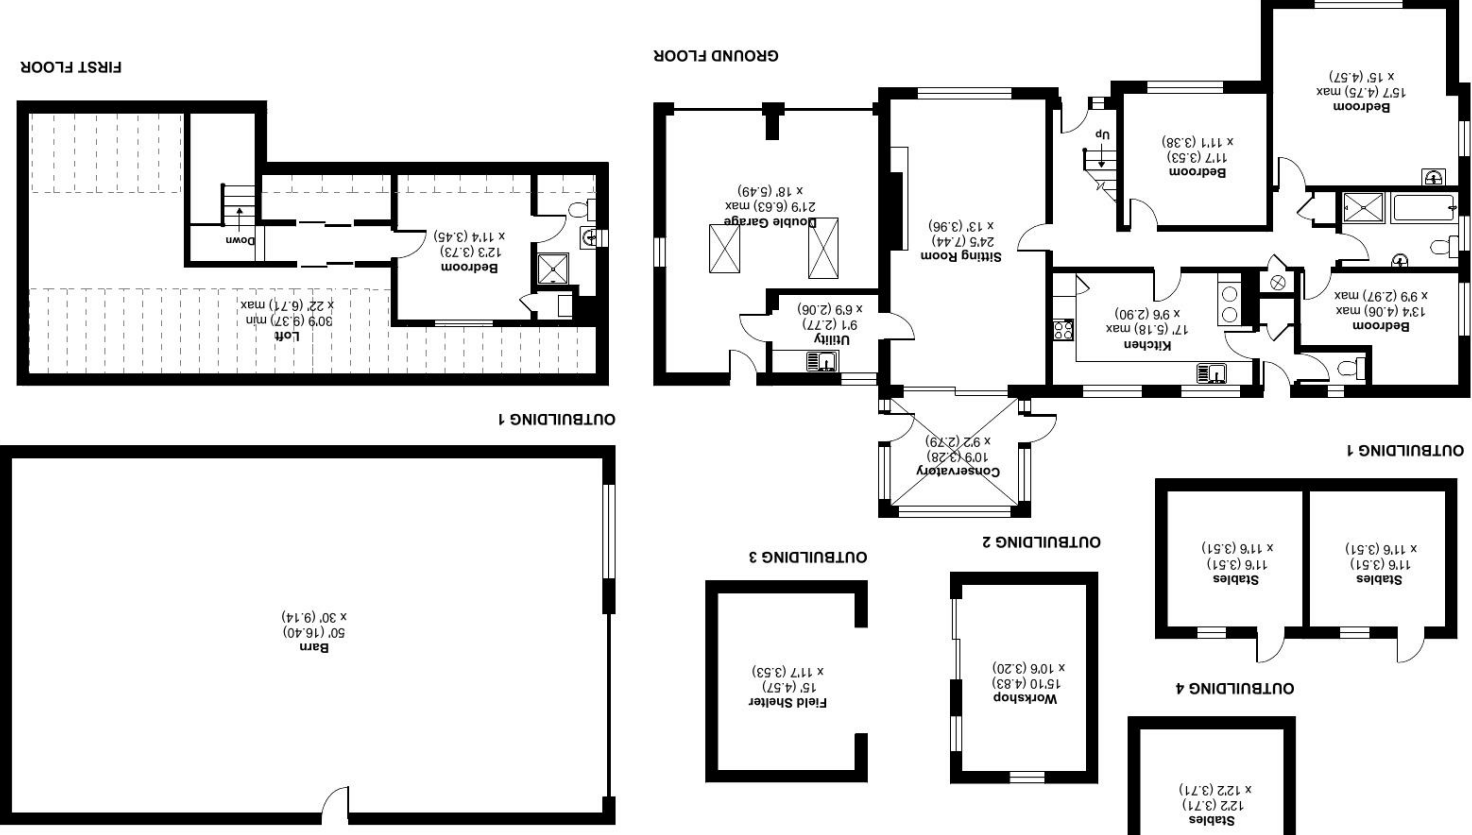 Stables
12'2 (3.71)
x 12'2 (3.71)
OUTBUILDING 4
Stables
11'6 (3.51)
x 11'6 (3.51)
Stables
11'6 (3.51)
x 11'6 (3.51)
OUTBUILDING 1
Workshop
15'10 (4.83)
x 10'6 (3.20)
OUTBUILDING 2
Field Shelter
15' (4.57)
x 11'7 (3.53)
OUTBUILDING 3
Barn
50' (16.40)
x 30' (9.14)
OUTBUILDING 1
Conservatory
10'9 (3.28)
x 9'2 (2.79)
Bedroom
13'4 (4.06) max
x 9'9 (2.97) max
Kitchen
17' (5.18) max
x 9'6 (2.90)
Utility
9'1 (2.77)
x 6'9 (2.06)
Sitting Room
24'5 (7.44)
x 13' (3.96)
Double Garage
21'9 (6.63) max
x 18' (5.49)
Bedroom
11'7 (3.53)
x 11'1 (3.38)
Up
Bedroom
15'7 (4.75) max
x 15' (4.57)
GROUND FLOOR
Loft
30'9 (9.37) min
x 22' (6.71) max
Bedroom
12'3 (3.73)
x 11'4 (3.45)
Down
FIRST FLOOR